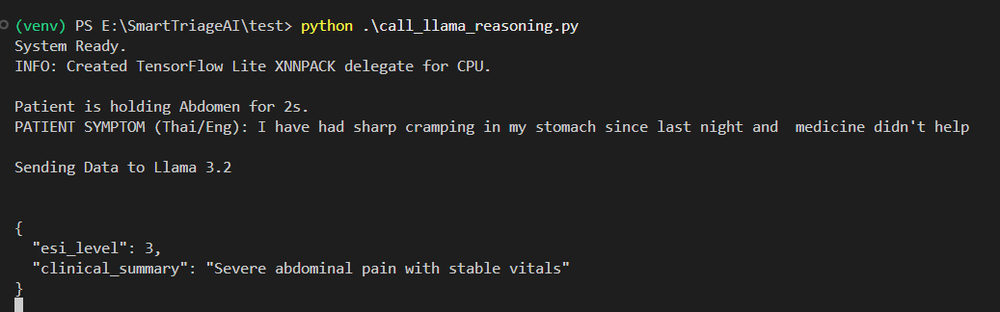 (venv) PS E:\SmartTriageAI\test> python .\call_llama_reasoning.py
System Ready.
INFO: Created TensorFlow Lite XNNPACK delegate for CPU.
Patient is holding Abdomen for 2s.
PATIENT SYMPTOM (Thai/Eng): I have had sharp cramping in my stomach since last night and  medicine didn't help
Sending Data to Llama 3.2
{
  "esi_level": 3,
  "clinical_summary": "Severe abdominal pain with stable vitals"
}